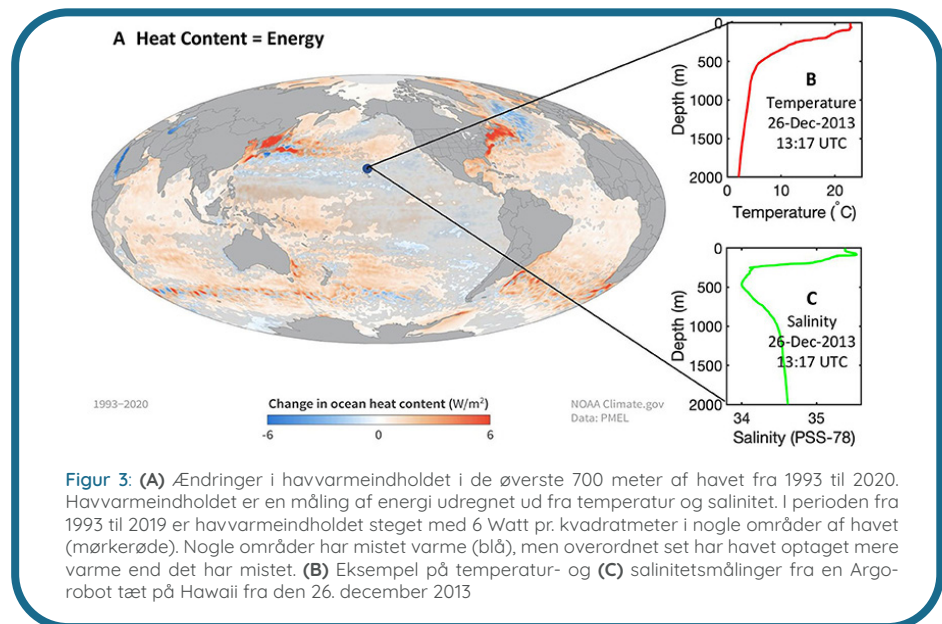 A Heat Content = Energy
0
500
1000
1500
2000
Depth (m)
B
Temperature
26-Dec-2013
13:17 UTC
0 10 20
Temperature (°C)
0
500
1000
1500
2000
Depth (m)
C
Salinity
26-Dec-2013
13:17 UTC
34 35
Salinity (PSS-78)
1993–2020
Change in ocean heat content (W/m²)
-6 0 6
NOAA Climate.gov
Data: PMEL
Figur 3: (A) Ændringer i havvarmeindholdet i de øverste 700 meter af havet fra 1993 til 2020.
Havvarmeindholdet er en måling af energi udregnet ud fra temperatur og salinitet. I perioden fra
1993 til 2019 er havvarmeindholdet steget med 6 Watt pr. kvadratmeter i nogle områder af havet
(mørkerøde). Nogle områder har mistet varme (blå), men overordnet set har havet optaget mere
varme end det har mistet. (B) Eksempel på temperatur- og (C) salinitetsmålinger fra en Argo-
robot tæt på Hawaii fra den 26. december 2013